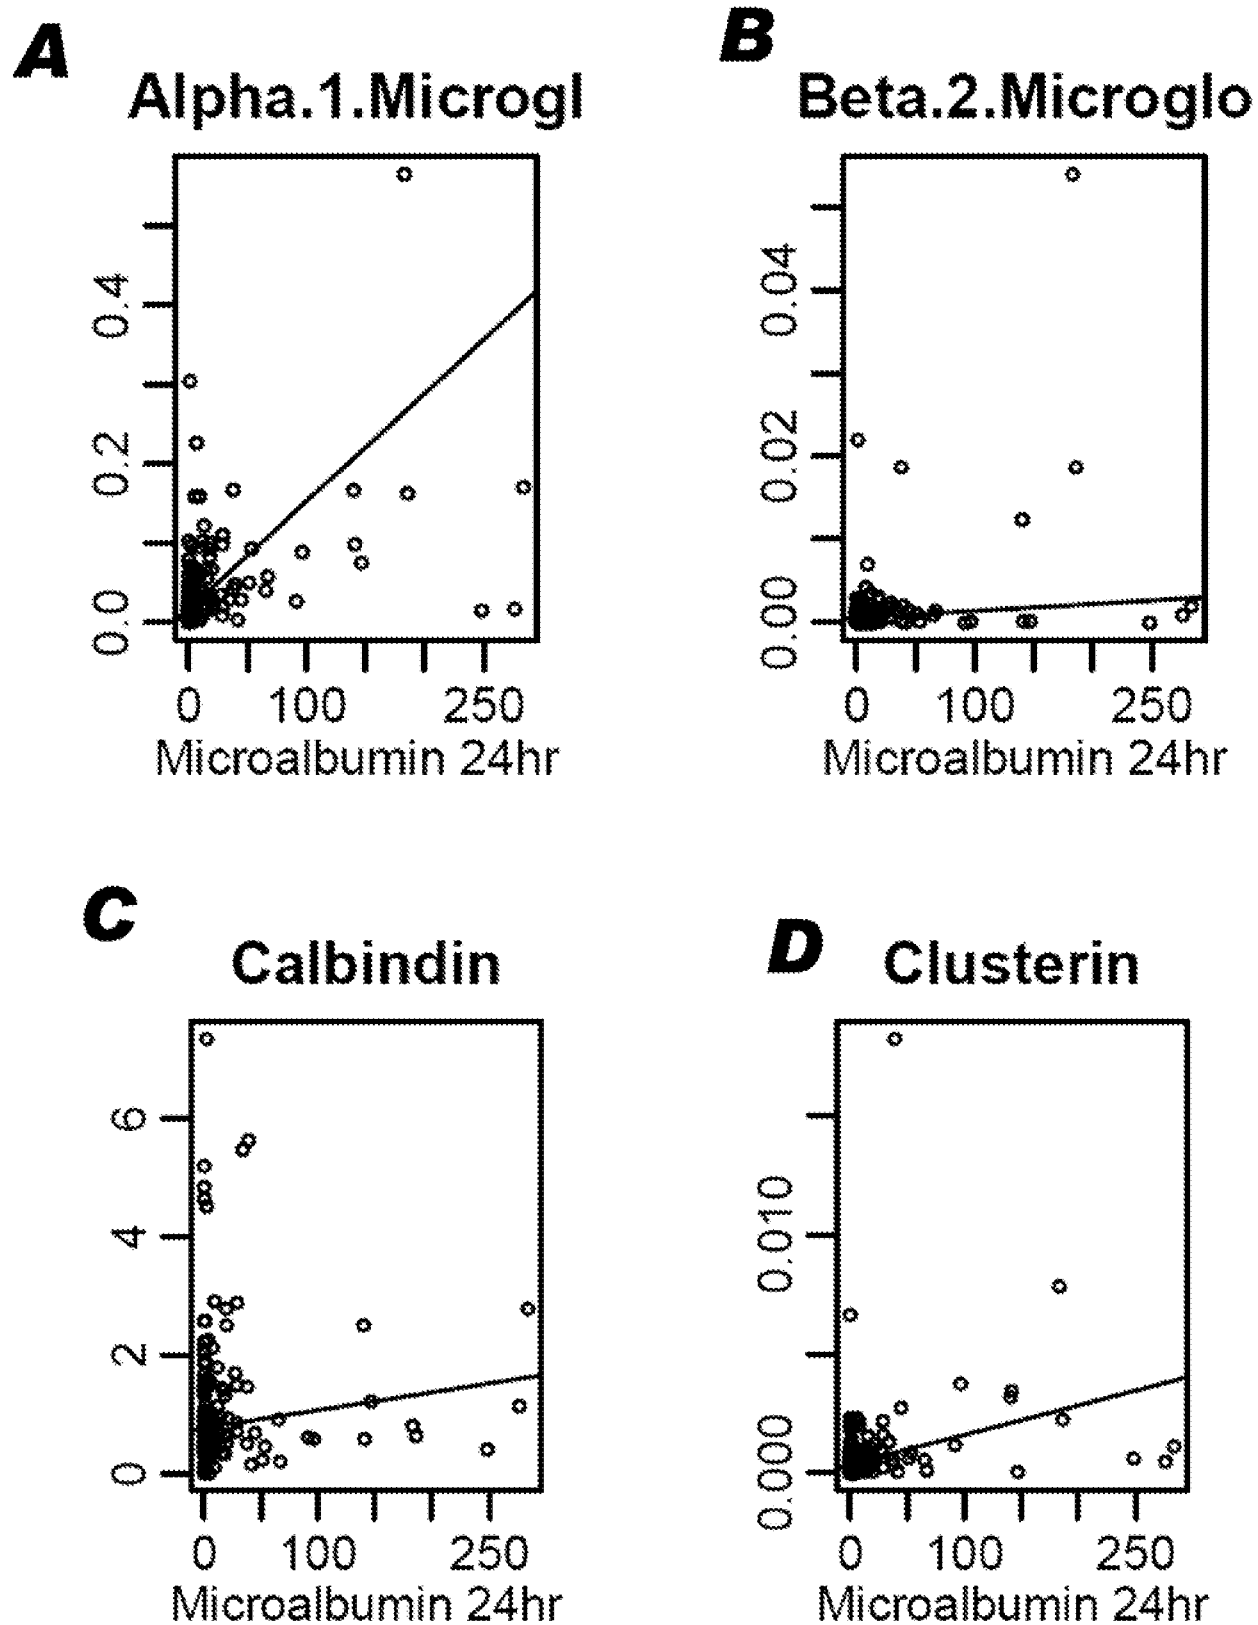 A
Alpha.1.Microgl
0.4
0.2
0.0
0 100 250
Microalbumin 24hr
B
Beta.2.Microglo
0.04
0.02
0.00
0 100 250
Microalbumin 24hr
C
Calbindin
6
4
2
0
0 100 250
Microalbumin 24hr
D
Clusterin
0.010
0.000
0 100 250
Microalbumin 24hr